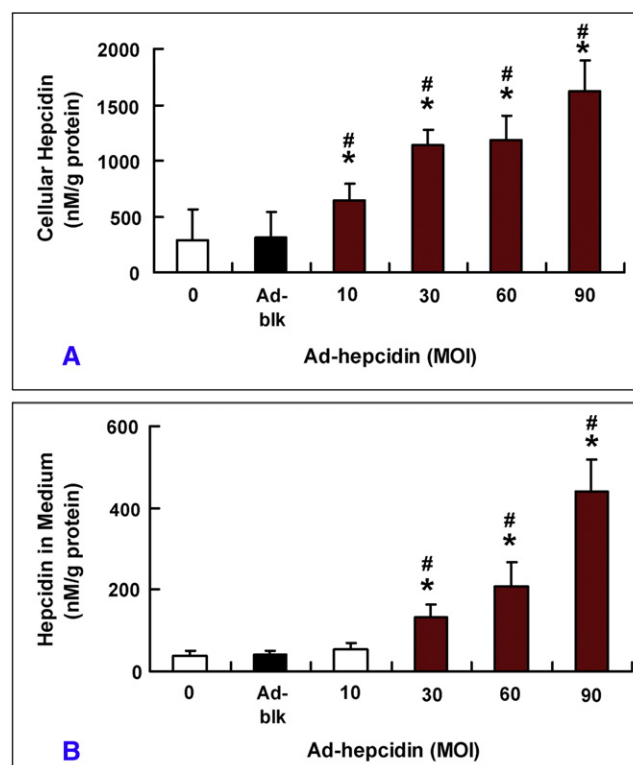 Cellular Hepcidin
(nM/g protein)
2000
1500
1000
500
0
#
*
#
*
#
*
#
*
0
Ad-
blk
10
30
60
90
A
Ad-hepcidin (MOI)
Hepcidin in Medium
(nM/g protein)
600
400
200
0
#
*
#
*
#
*
0
Ad-
blk
10
30
60
90
B
Ad-hepcidin (MOI)